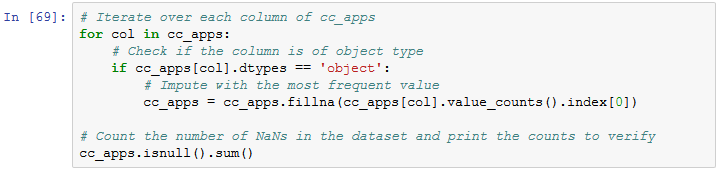 In [69]: # Iterate over each column of cc_apps
for col in cc_apps:
    # Check if the column is of object type
    if cc_apps[col].dtypes == 'object':
        # Impute with the most frequent value
        cc_apps = cc_apps.fillna(cc_apps[col].value_counts().index[0])

# Count the number of NaNs in the dataset and print the counts to verify
cc_apps.isnull().sum()